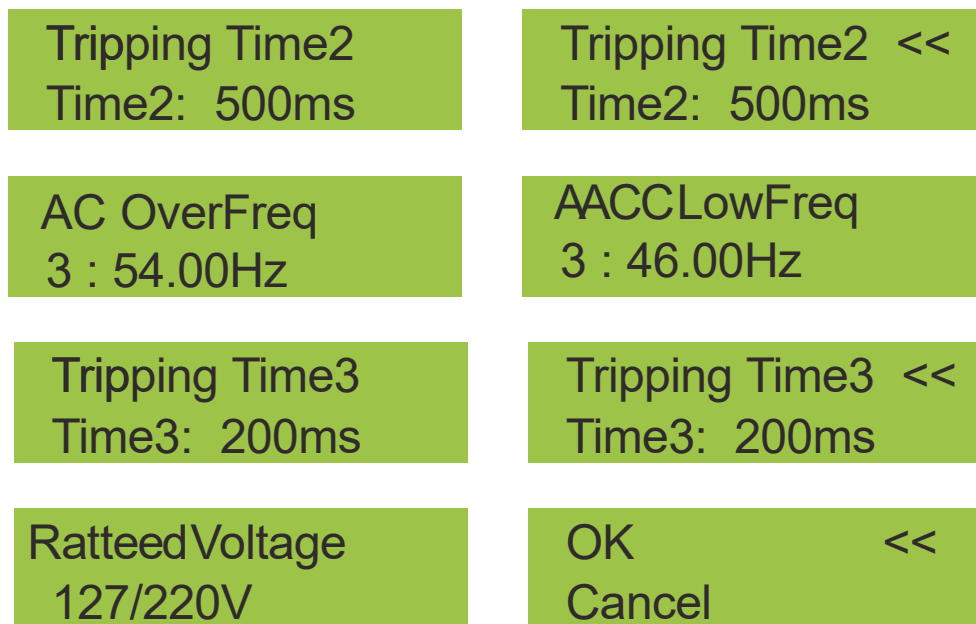 Tripping Time2
Time2: 500ms
Tripping Time2 <<
Time2: 500ms
AC OverFreq
3 : 54.00Hz
AACCLowFreq
3 : 46.00Hz
Tripping Time3
Time3: 200ms
Tripping Time3 <<
Time3: 200ms
RatteedVoltage
127/220V
OK <<
Cancel